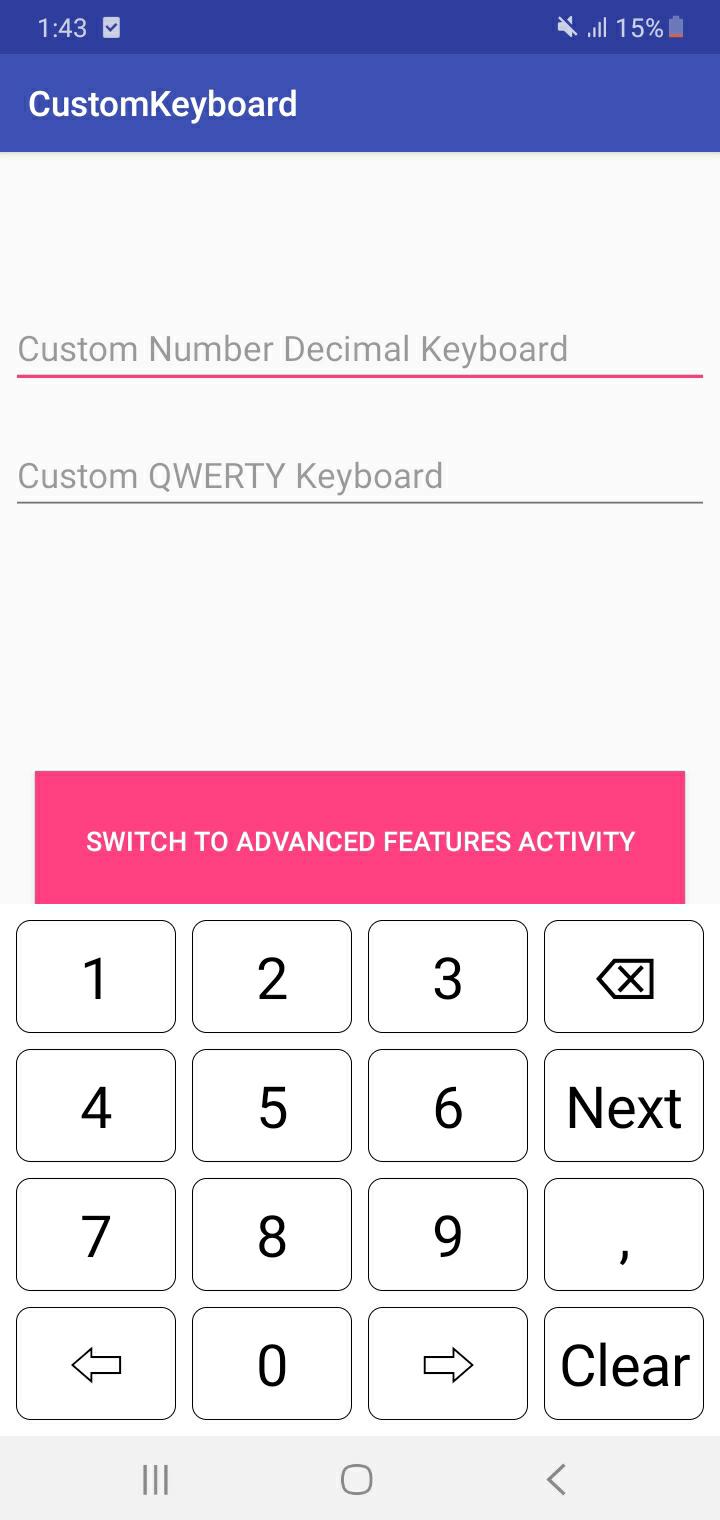 1:43 15%
CustomKeyboard
Custom Number Decimal Keyboard
Custom QWERTY Keyboard
SWITCH TO ADVANCED FEATURES ACTIVITY
1 2 3
4 5 6 Next
7 8 9 ,
0 Clear